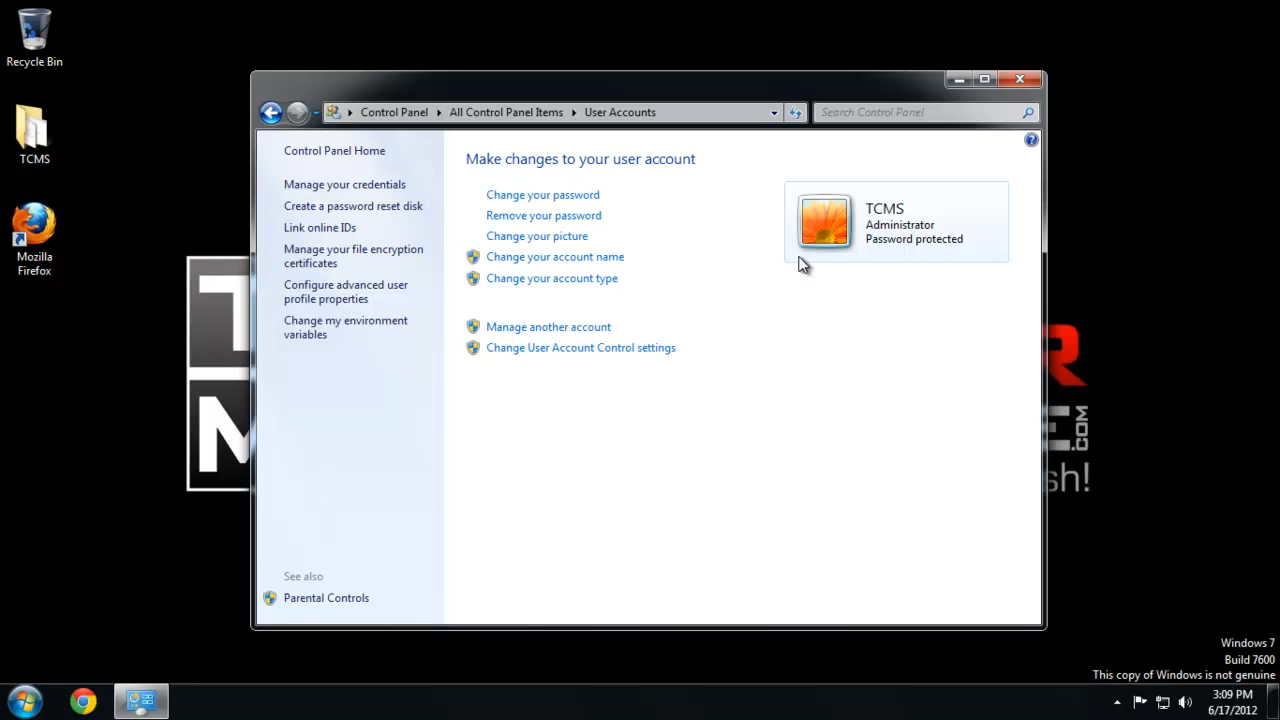 Recycle Bin
TCMS
Mozilla
Firefox
Control Panel
All Control Panel Items
User Accounts
Search Control Panel
Control Panel Home
Manage your credentials
Create a password reset disk
Link online IDs
Manage your file encryption
certificates
Configure advanced user
profile properties
Change my environment
variables
See also
Parental Controls
Make changes to your user account
Change your password
Remove your password
Change your picture
Change your account name
Change your account type
Manage another account
Change User Account Control settings
TCMS
Administrator
Password protected
T
M
R
E.COM
sh!
Windows 7
Build 7600
This copy of Windows is not genuine
3:09 PM
6/17/2012